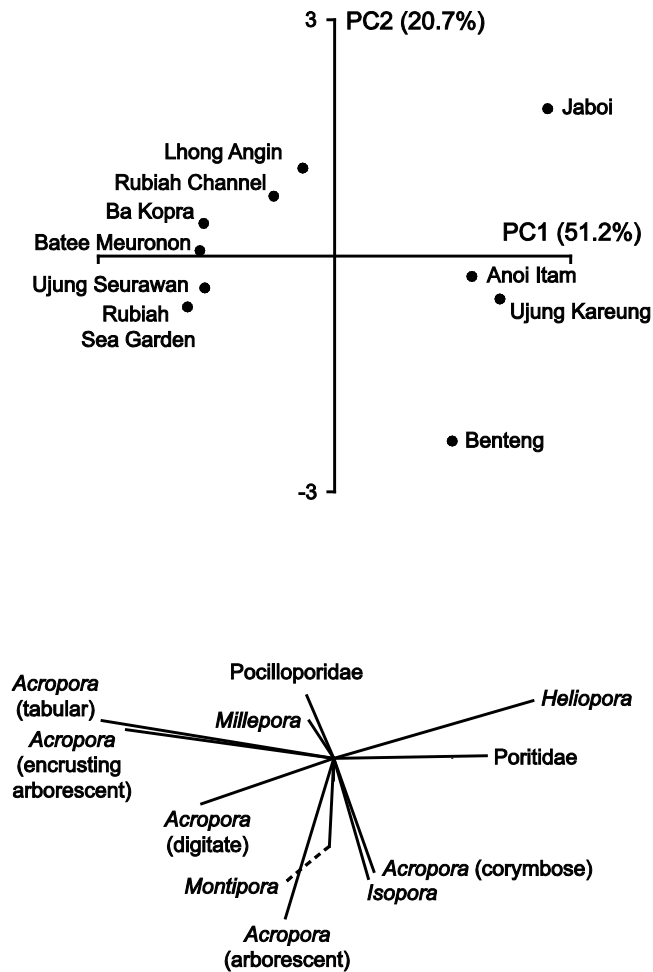 3
PC2 (20.7%)
Jaboi
Lhong Angin
Rubiah Channel
Ba Kopra
Batee Meuronon
PC1 (51.2%)
Ujung Seurawan
Anoi Itam
Rubiah
Sea Garden
Ujung Kareung
Benteng
-3
Pocilloporidae
Acropora
(tabular)
Millepora
Heliopora
Acropora
(encrusting
arborescent)
Poritidae
Acropora
(digitate)
Montipora
Acropora (corymbose)
Isopora
Acropora
(arborescent)